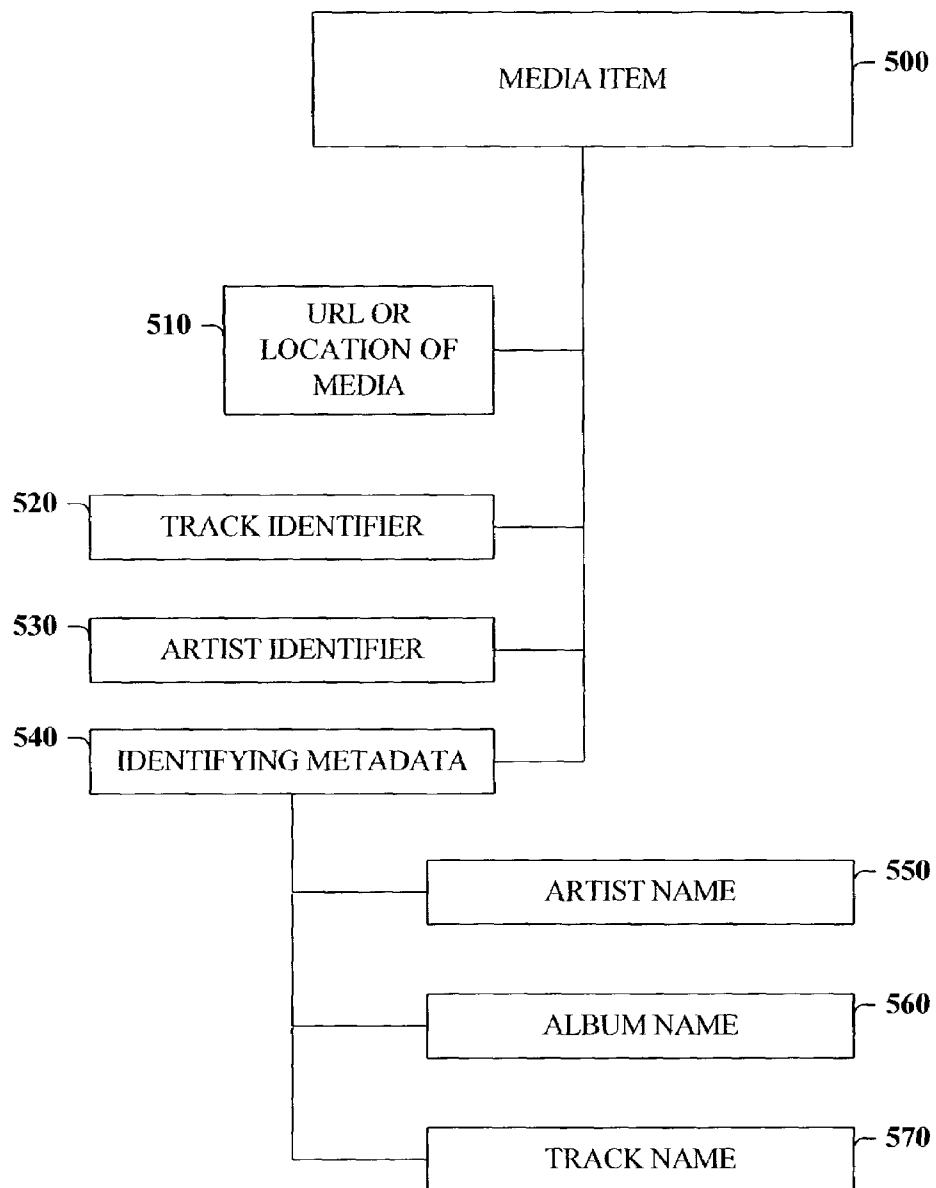 MEDIA ITEM
500
510
URL OR
LOCATION OF
MEDIA
520
TRACK IDENTIFIER
530
ARTIST IDENTIFIER
540
IDENTIFYING METADATA
550
ARTIST NAME
560
ALBUM NAME
570
TRACK NAME